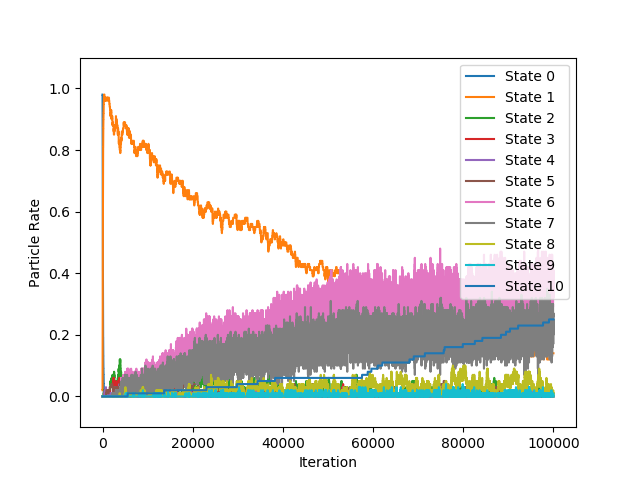 1.0
0.8
0.6
0.4
0.2
0.0
Particle Rate
0
20000
40000
60000
80000
100000
Iteration
State 0
State 1
State 2
State 3
State 4
State 5
State 6
State 7
State 8
State 9
State 10